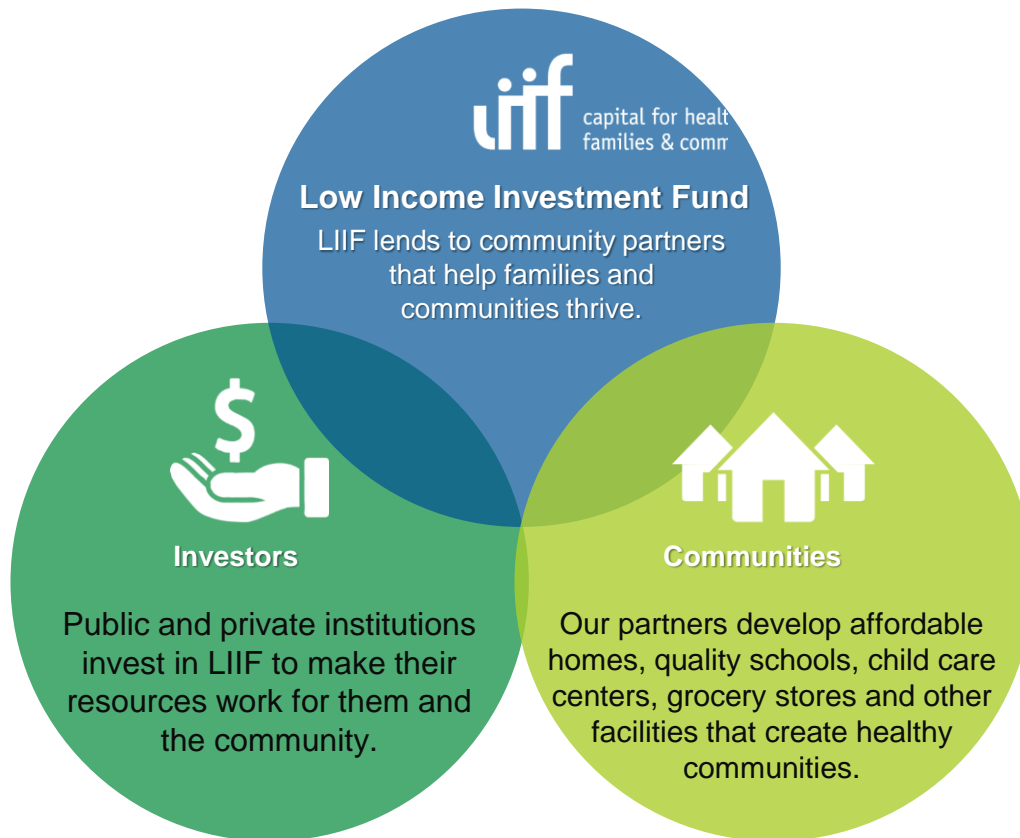 liif
capital for healt
families & comm
Low Income Investment Fund
LIIF lends to community partners
that help families and
communities thrive.
$
Investors
Public and private institutions
invest in LIIF to make their
resources work for them and
the community.
Communities
Our partners develop affordable
homes, quality schools, child care
centers, grocery stores and other
facilities that create healthy
communities.